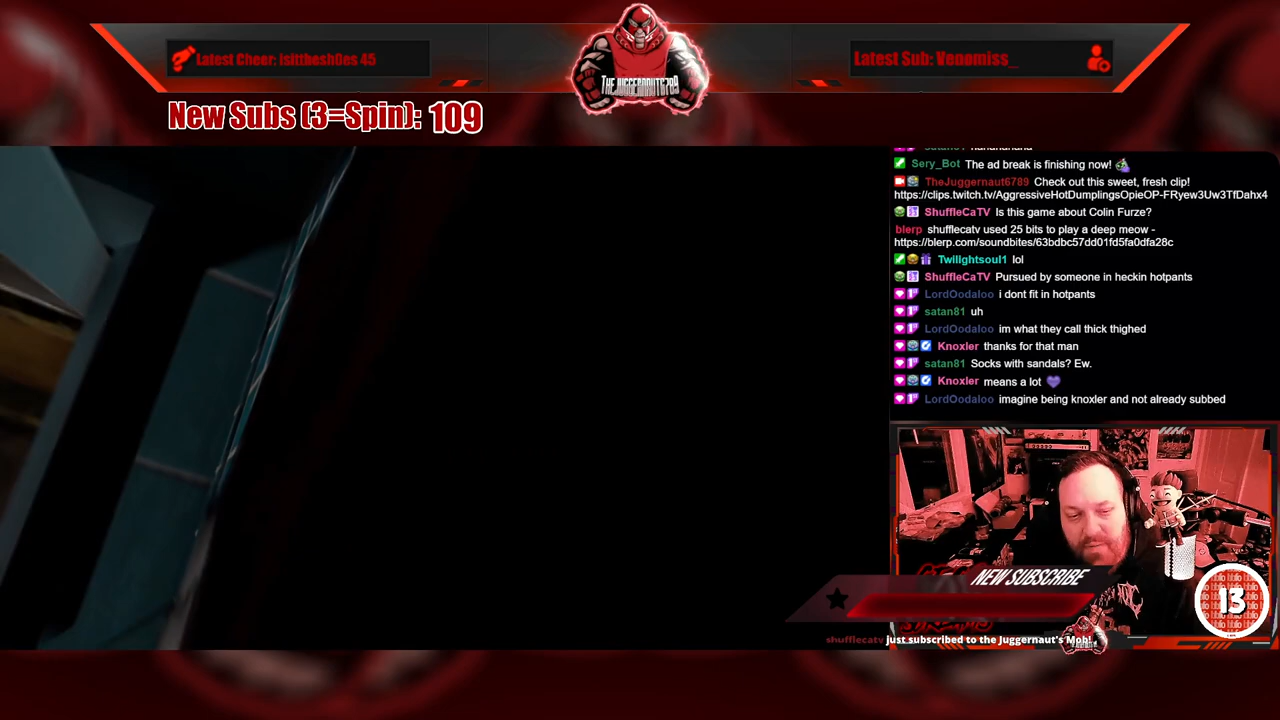 Latest Cheer: isitthesh0es 45
THEJUGGERNAUT6789
Latest Sub: Venomiss_
New Subs (3=Spin): 109
Sery_Bot The ad break is finishing now!
TheJuggernaut6789 Check out this sweet, fresh clip!
https://clips.twitch.tv/AggressiveHotDumplingsOpieOP-FRyew3Uw3TfDahx4
ShuffleCaTV Is this game about Colin Furze?
blerp shufflecatv used 25 bits to play a deep meow -
https://blerp.com/soundbites/63bdbc57dd01fd5fa0dfa28c
Twilightsoul1 lol
ShuffleCaTV Pursued by someone in heckin hotpants
LordOodaloo i dont fit in hotpants
satan81 uh
LordOodaloo im what they call thick thighed
Knoxler thanks for that man
satan81 Socks with sandals? Ew.
Knoxler means a lot
LordOodaloo imagine being knoxler and not already subbed
NEW SUBSCRIBE
13
shufflecatv just subscribed to the Juggernaut's Mob!